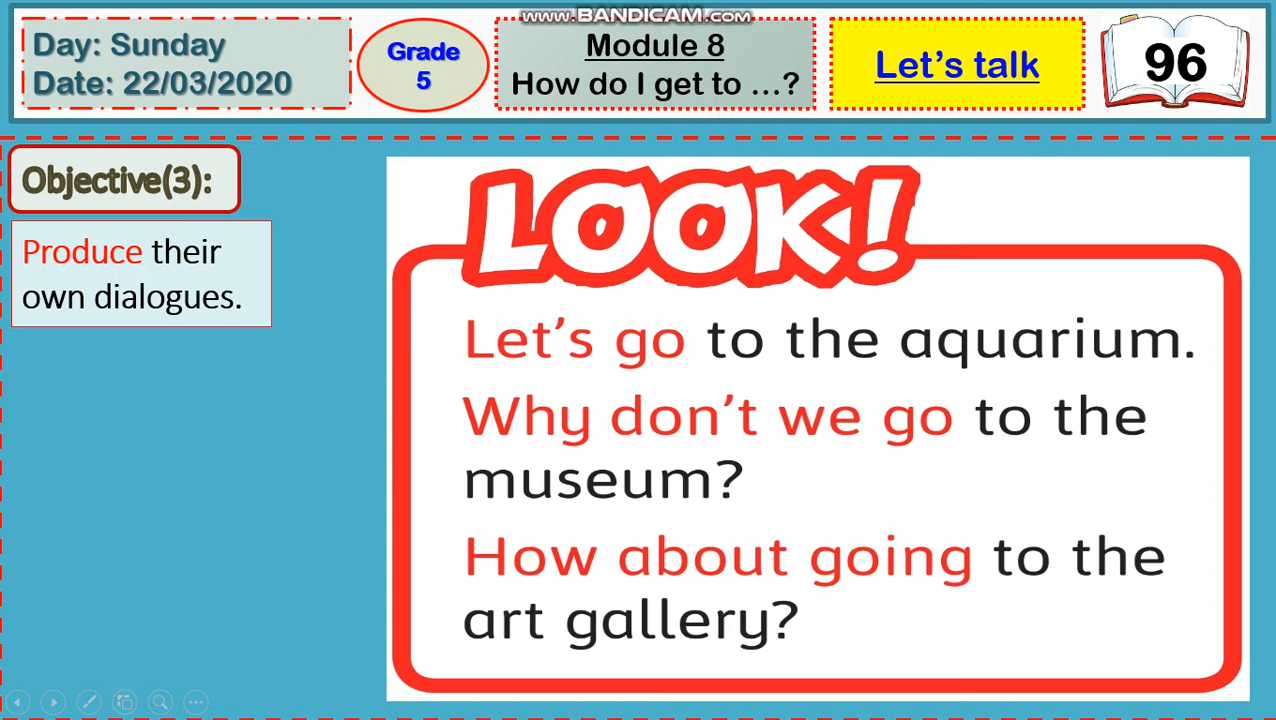 www.BANDICAM.com
Day: Sunday
Date: 22/03/2020
Grade
5
Module 8
How do I get to ...?
Let's talk
96
Objective(3):
Produce their
own dialogues.
LOOK!
Let's go to the aquarium.
Why don't we go to the
museum?
How about going to the
art gallery?